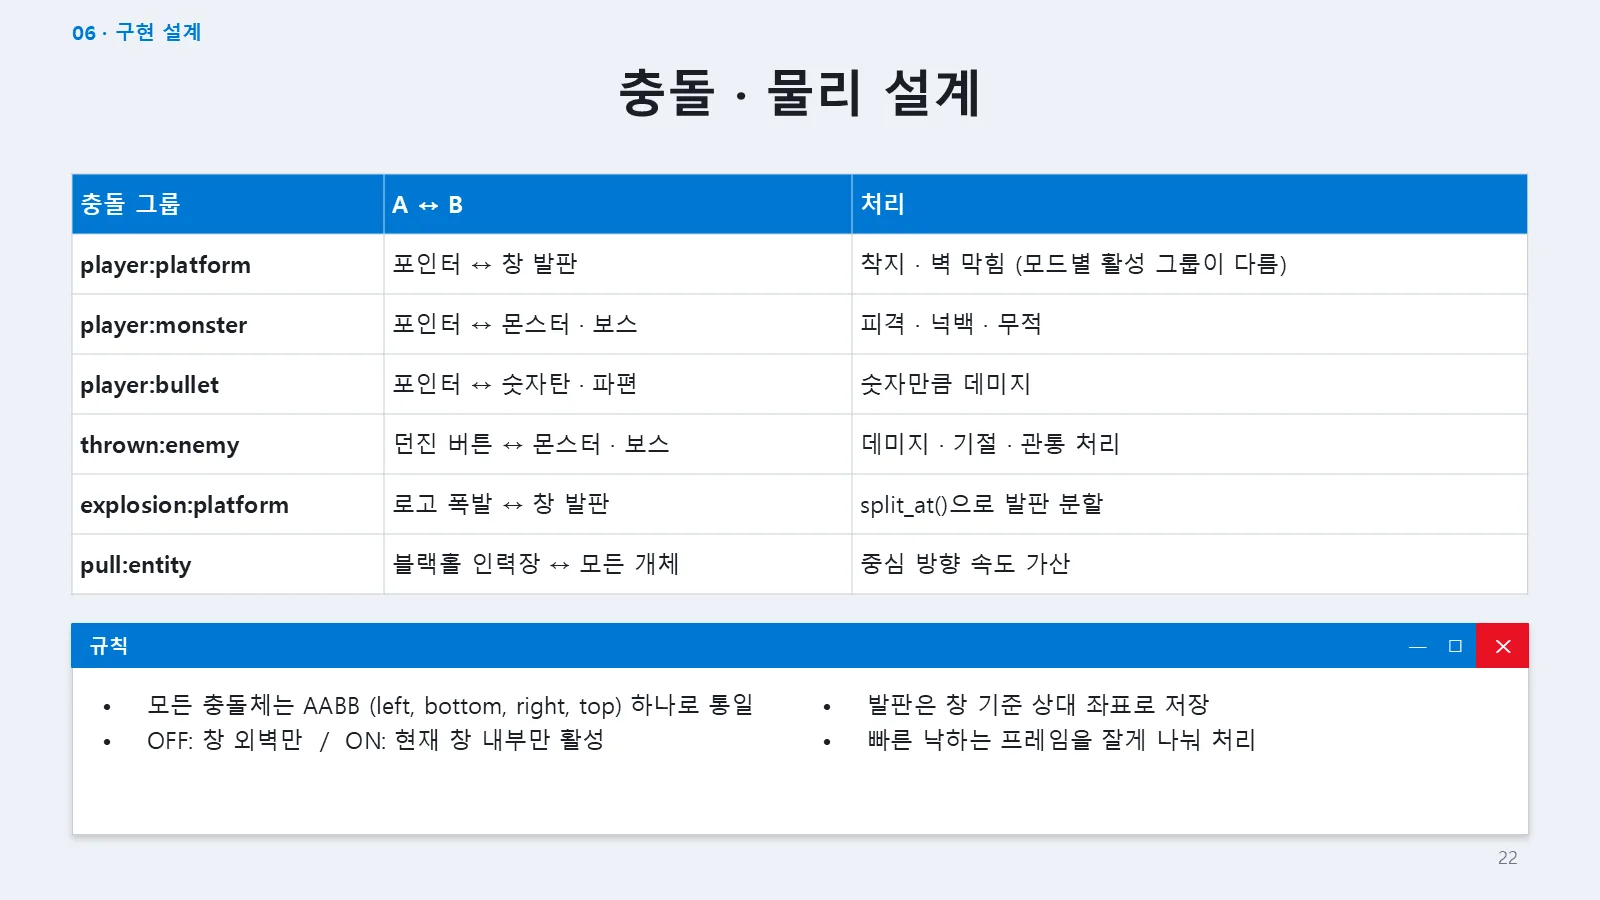 06 · 구현 설계
충돌 · 물리 설계
충돌 그룹 A ↔ B 처리
player:platform 포인터 ↔ 창 발판 착지 · 벽 막힘 (모드별 활성 그룹이 다름)
player:monster 포인터 ↔ 몬스터 · 보스 피격 · 넉백 · 무적
player:bullet 포인터 ↔ 숫자탄 · 파편 숫자만큼 데미지
thrown:enemy 던진 버튼 ↔ 몬스터 · 보스 데미지 · 기절 · 관통 처리
explosion:platform 로고 폭발 ↔ 창 발판 split_at()으로 발판 분할
pull:entity 블랙홀 인력장 ↔ 모든 개체 중심 방향 속도 가산
규칙
• 모든 충돌체는 AABB (left, bottom, right, top) 하나로 통일
• OFF: 창 외벽만 / ON: 현재 창 내부만 활성
• 발판은 창 기준 상대 좌표로 저장
• 빠른 낙하는 프레임을 잘게 나눠 처리
22